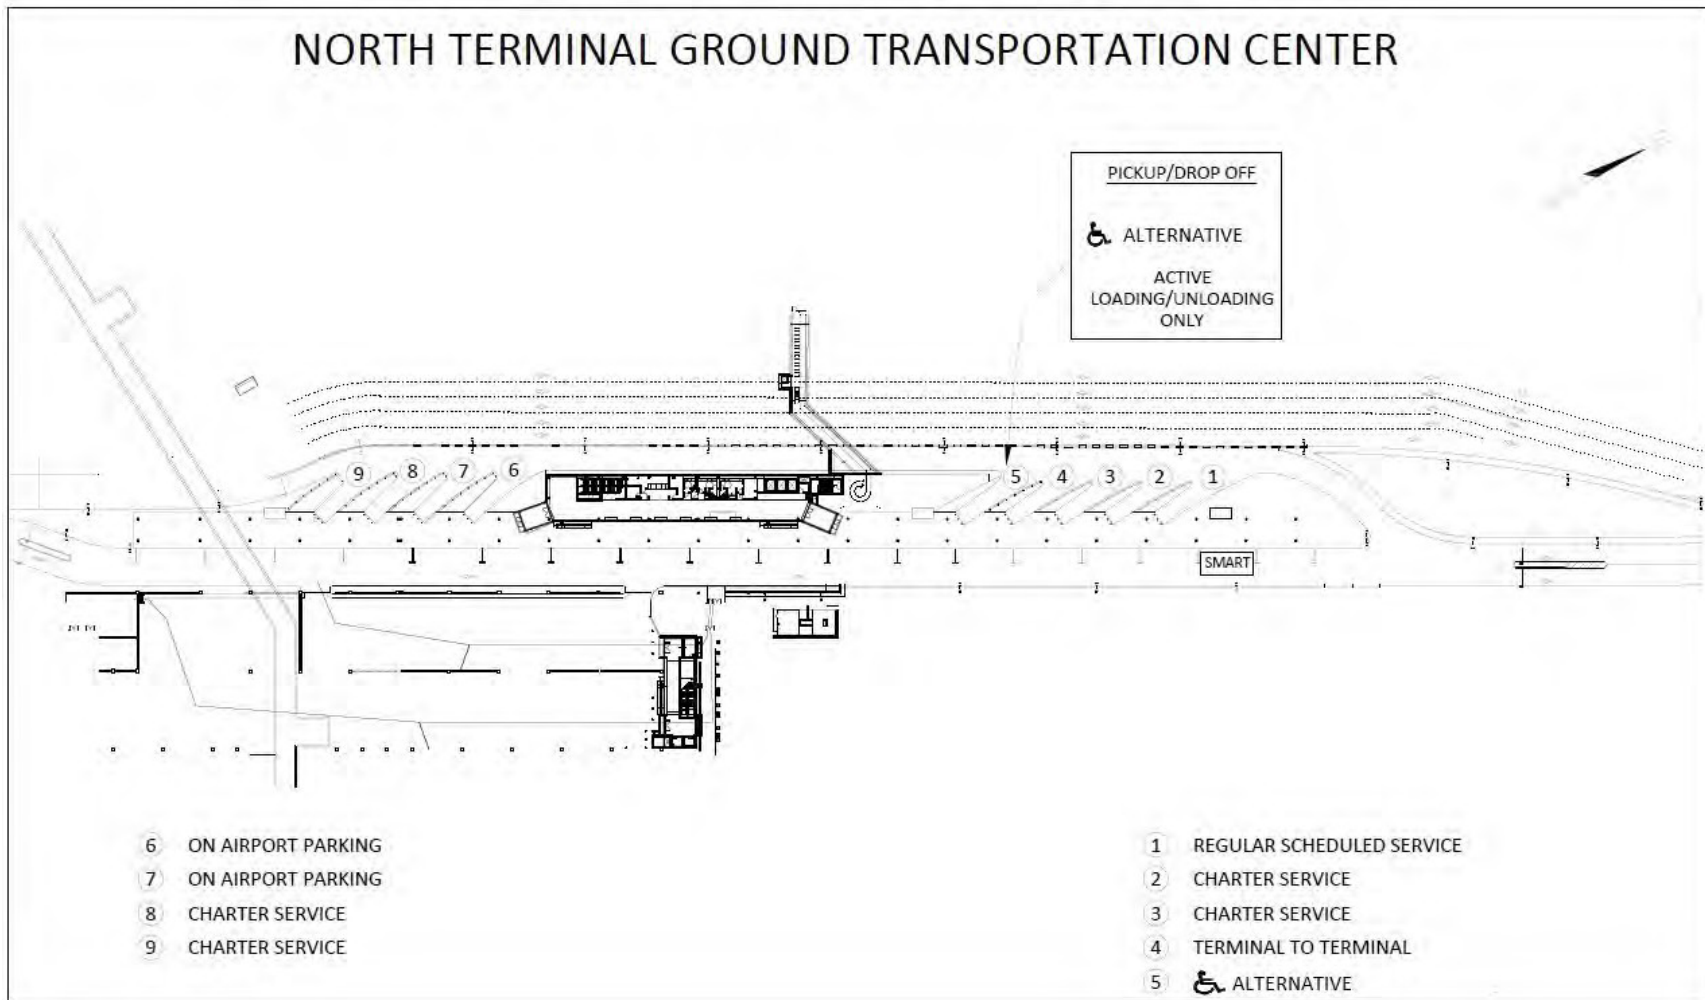 NORTH TERMINAL GROUND TRANSPORTATION CENTER
PICKUP/DROP OFF
ALTERNATIVE
ACTIVE
LOADING/UNLOADING
ONLY
9
8
7
6
5
4
3
2
1
SMART
6 ON AIRPORT PARKING
7 ON AIRPORT PARKING
8 CHARTER SERVICE
9 CHARTER SERVICE
1 REGULAR SCHEDULED SERVICE
2 CHARTER SERVICE
3 CHARTER SERVICE
4 TERMINAL TO TERMINAL
5 ALTERNATIVE